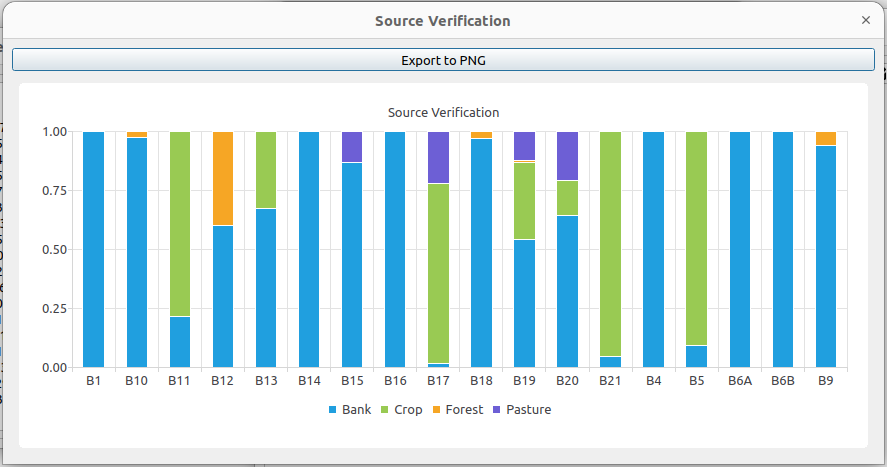 Source Verification
×
Export to PNG
Source Verification
1.00
0.75
0.50
0.25
0.00
B1 B10 B11 B12 B13 B14 B15 B16 B17 B18 B19 B20 B21 B4 B5 B6A B6B B9
Bank Crop Forest Pasture